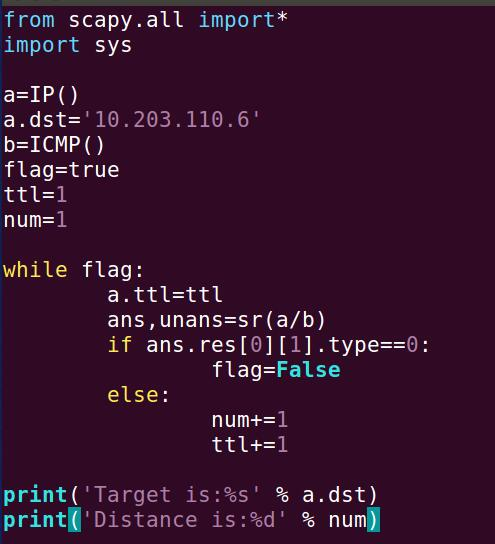 from scapy.all import*
import sys

a=IP()
a.dst='10.203.110.6'
b=ICMP()
flag=true
ttl=1
num=1

while flag:
        a.ttl=ttl
        ans,unans=sr(a/b)
        if ans.res[0][1].type==0:
                flag=False
        else:
                num+=1
                ttl+=1

print('Target is:%s' % a.dst)
print('Distance is:%d' % num)